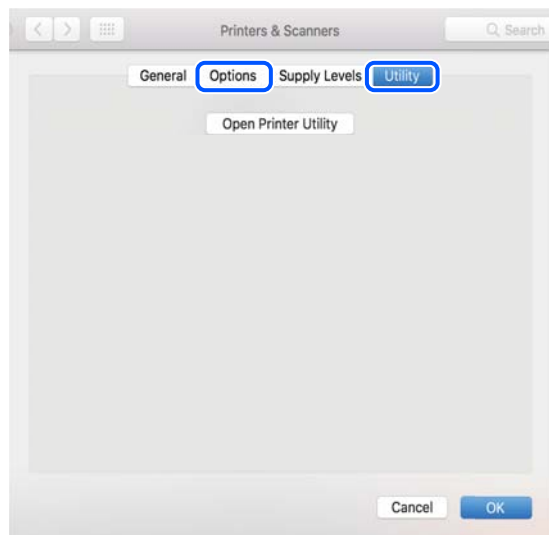 Printers & Scanners Search
General Options Supply Levels Utility
Open Printer Utility
Cancel OK